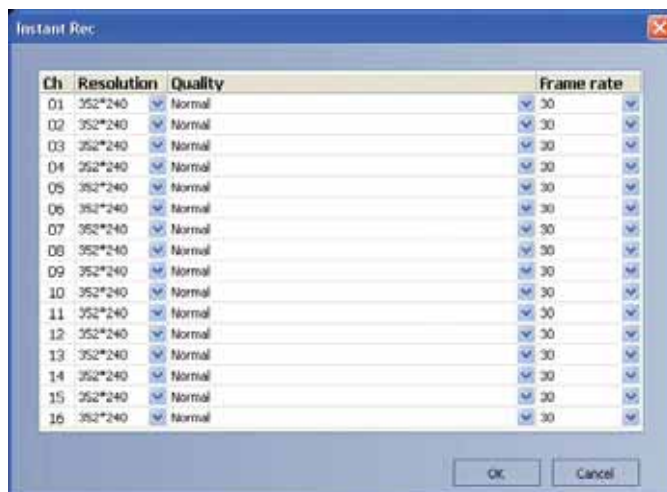 Instant Rec
Ch Resolution Quality Frame rate
01 352*240 Normal 30
02 352*240 Normal 30
03 352*240 Normal 30
04 352*240 Normal 30
05 352*240 Normal 30
06 352*240 Normal 30
07 352*240 Normal 30
08 352*240 Normal 30
09 352*240 Normal 30
10 352*240 Normal 30
11 352*240 Normal 30
12 352*240 Normal 30
13 352*240 Normal 30
14 352*240 Normal 30
15 352*240 Normal 30
16 352*240 Normal 30
OK Cancel